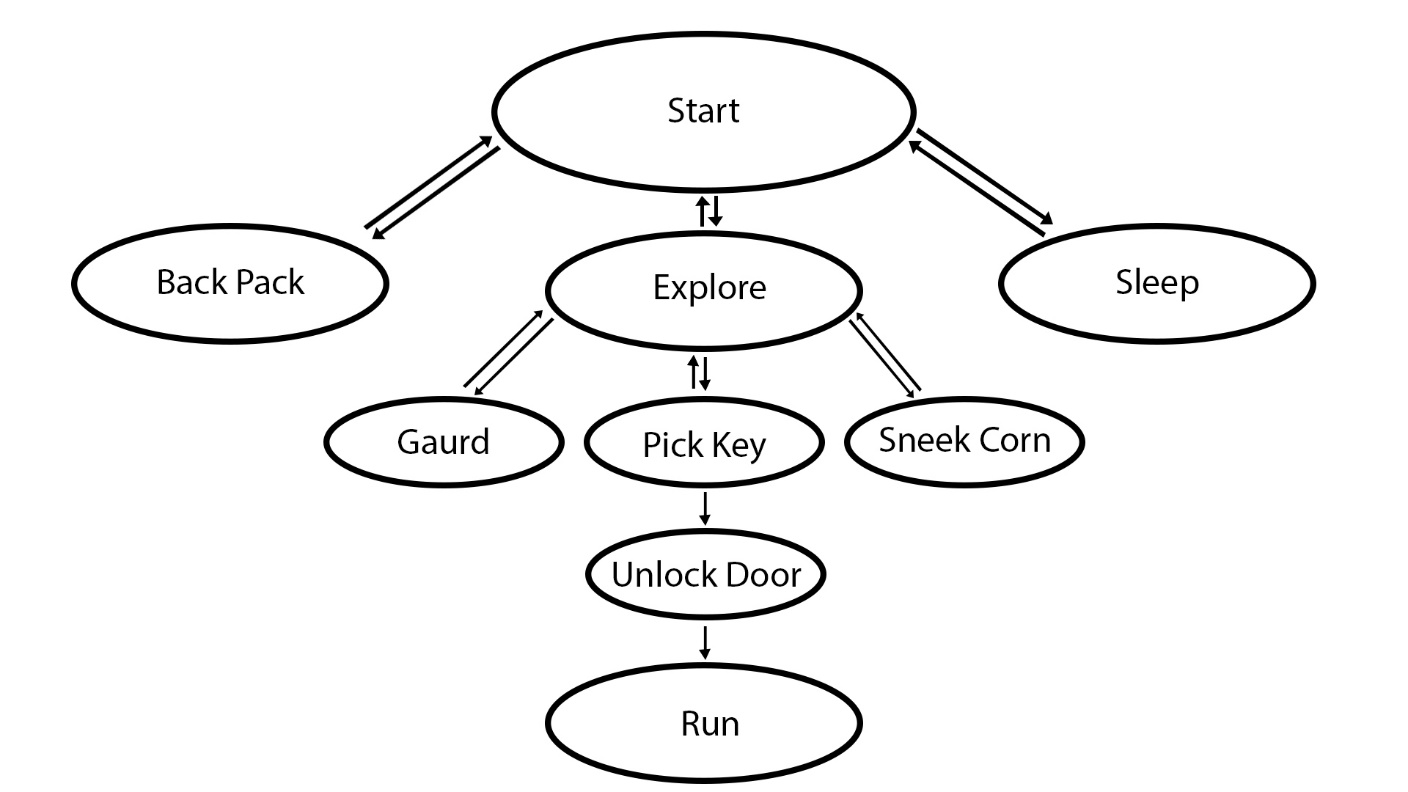 Start
Back Pack
Explore
Sleep
Gaurd
Pick Key
Sneek Corn
Unlock Door
Run